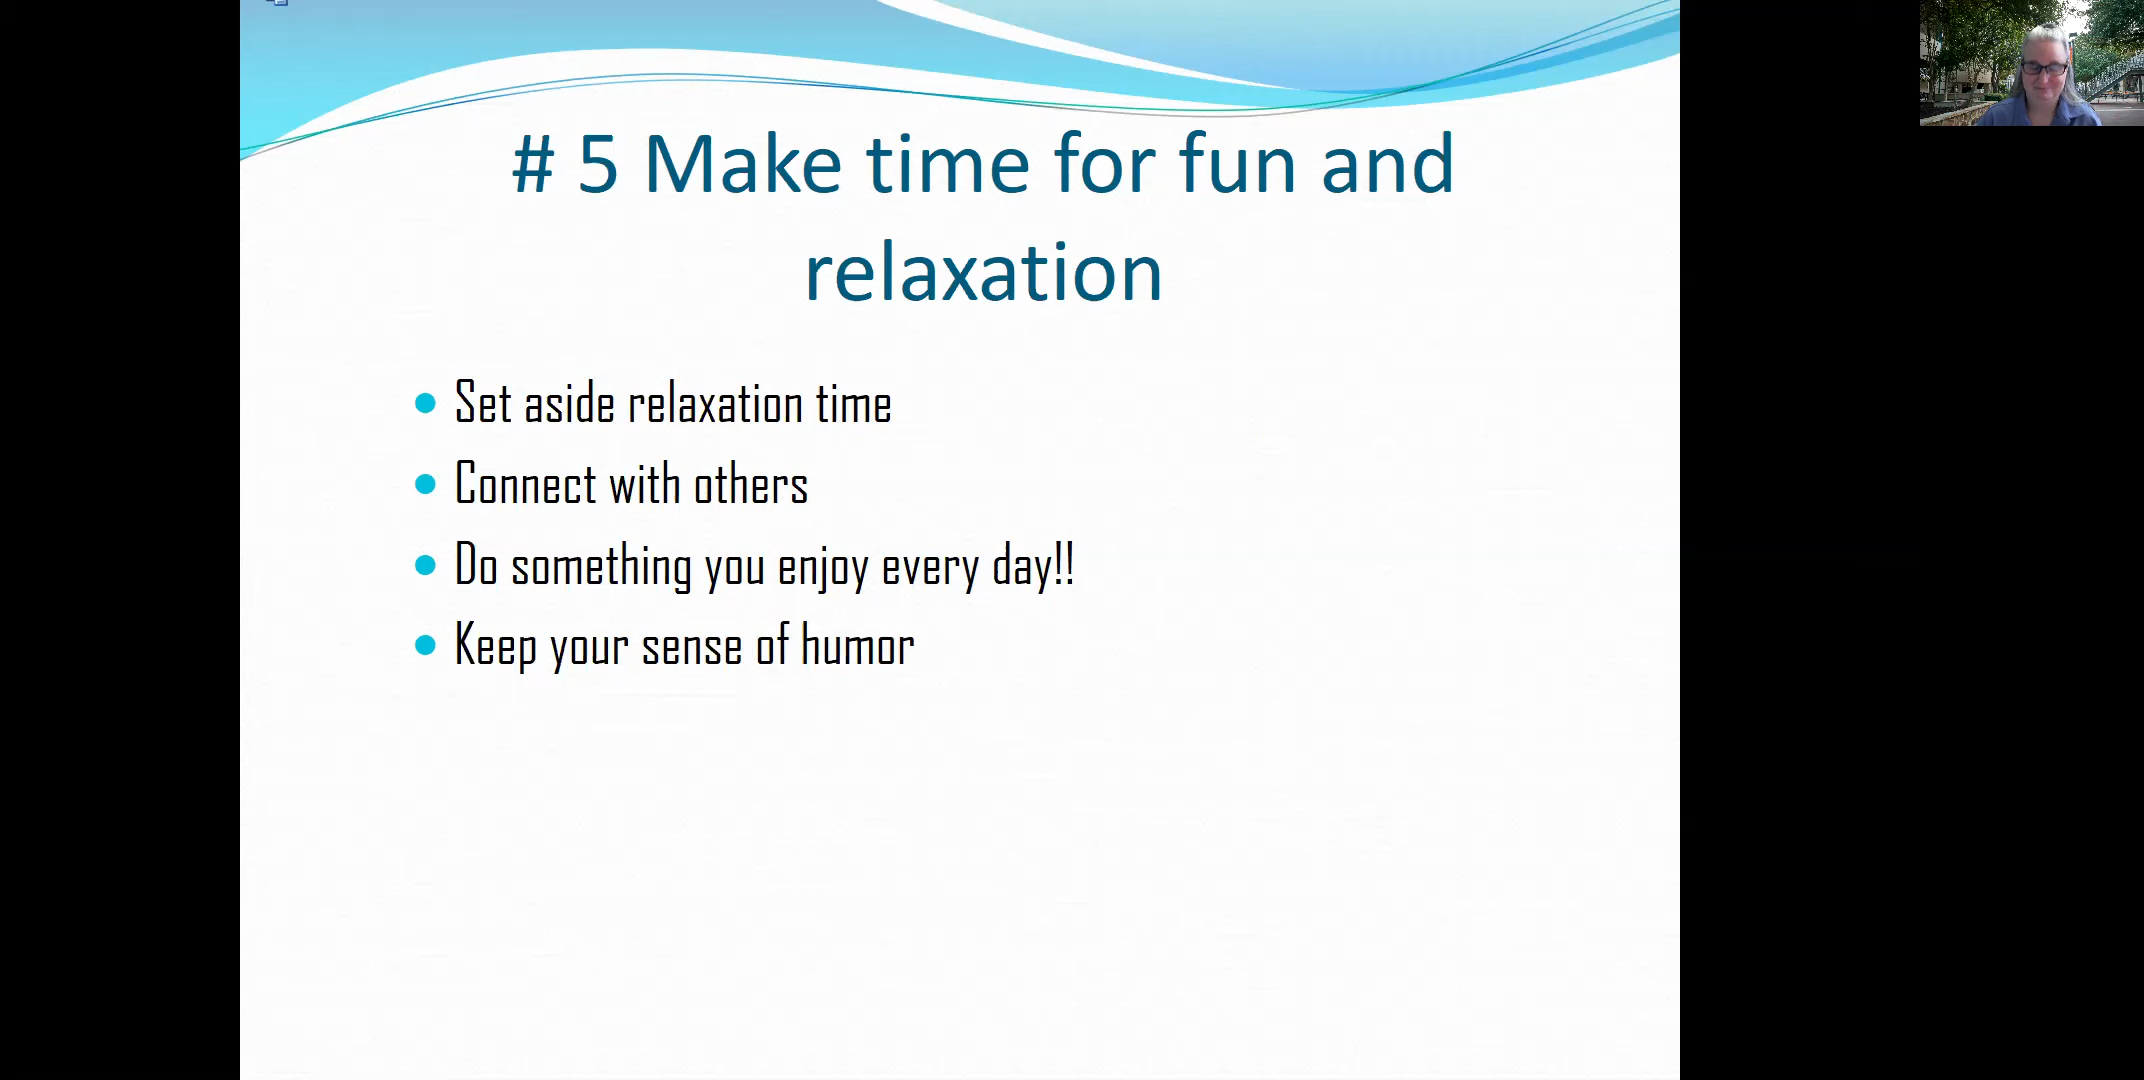 # 5 Make time for fun and
relaxation
Set aside relaxation time
Connect with others
Do something you enjoy every day!!
Keep your sense of humor